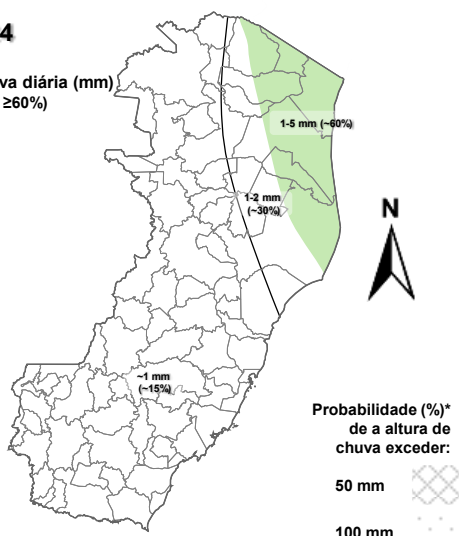 4
va diária (mm)
≥60%)
1-5 mm (~60%)
1-2 mm
(~30%)
N
~1 mm
(~15%)
Probabilidade (%)*
de a altura de
chuva exceder:
50 mm
100 mm